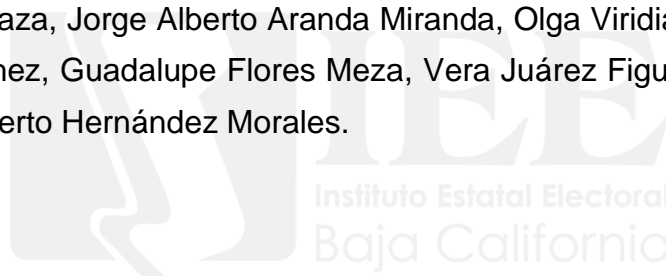 aza, Jorge Alberto Aranda Miranda, Olga Viridia
nez, Guadalupe Flores Meza, Vera Juárez Figu
erto Hernández Morales.
IEE
Instituto Estatal Electoral
Baja California